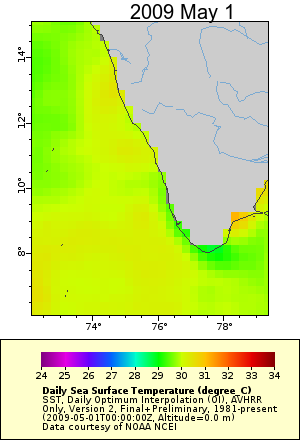 2009 May 1
14°
12°
10°
8°
74°
76°
78°
24 25 26 27 28 29 30 31 32 33 34
Daily Sea Surface Temperature (degree_C)
SST, Daily Optimum Interpolation (OI), AVHRR
Only, Version 2, Final+Preliminary, 1981-present
(2009-05-01T00:00:00Z, Altitude=0.0 m)
Data courtesy of NOAA NCEI